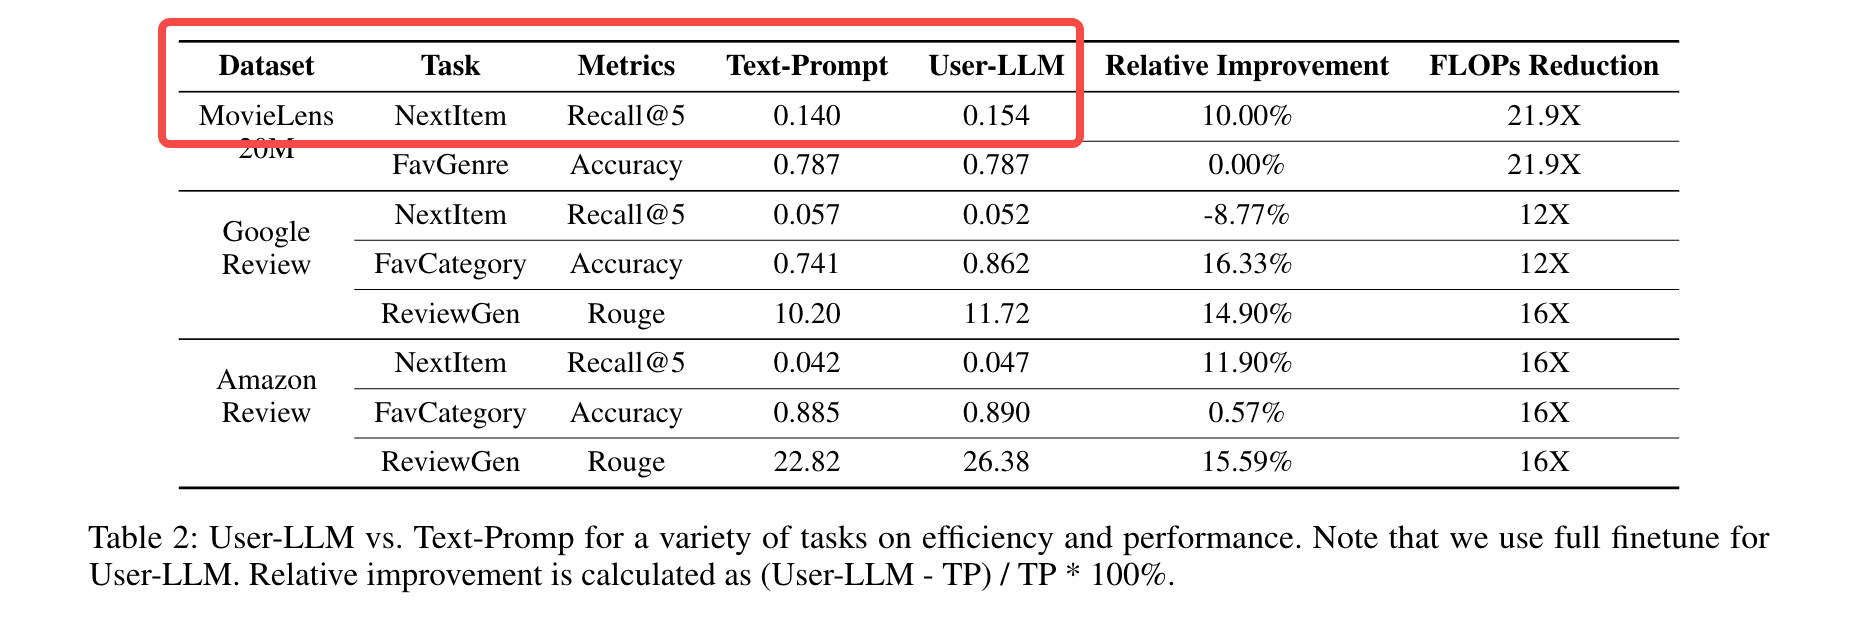 Dataset Task Metrics Text-Prompt User-LLM Relative Improvement FLOPs Reduction
MovieLens NextItem Recall@5 0.140 0.154 10.00% 21.9X
20M
FavGenre Accuracy 0.787 0.787 0.00% 21.9X
NextItem Recall@5 0.057 0.052 -8.77% 12X
Google
Review FavCategory Accuracy 0.741 0.862 16.33% 12X
ReviewGen Rouge 10.20 11.72 14.90% 16X
NextItem Recall@5 0.042 0.047 11.90% 16X
Amazon
Review FavCategory Accuracy 0.885 0.890 0.57% 16X
ReviewGen Rouge 22.82 26.38 15.59% 16X
Table 2: User-LLM vs. Text-Promp for a variety of tasks on efficiency and performance. Note that we use full finetune for
User-LLM. Relative improvement is calculated as (User-LLM - TP) / TP * 100%.